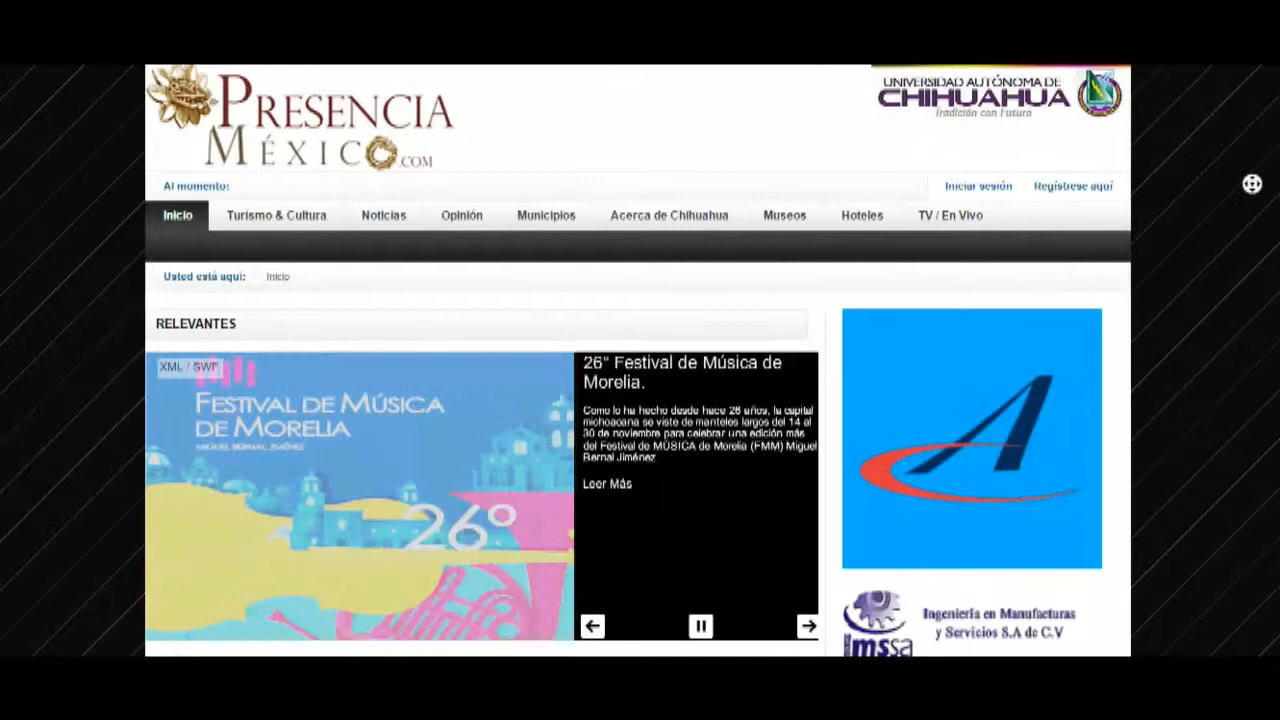 PRESENCIA
MÉXICO.COM
UNIVERSIDAD AUTÓNOMA DE
CHIHUAHUA
Tradición con Futuro
Al momento:
Iniciar sesión
Regístrese aquí
Inicio
Turismo & Cultura
Noticias
Opinión
Municipios
Acerca de Chihuahua
Museos
Hoteles
TV / En Vivo
Usted está aquí:
Inicio
RELEVANTES
XML / SWF
FESTIVAL DE MÚSICA
DE MORELIA
MIGUEL BERNAL JIMÉNEZ
26º
26° Festival de Música de
Morelia.
Como lo ha hecho desde hace 26 años, la capital
michoacana se viste de manteles largos del 14 al
30 de noviembre para celebrar una edición más
del Festival de MÚSICA de Morelia (FMM) Miguel
Bernal Jiménez
Leer Más
A
Imssa
Ingeniería en Manufacturas
y Servicios S.A de C.V